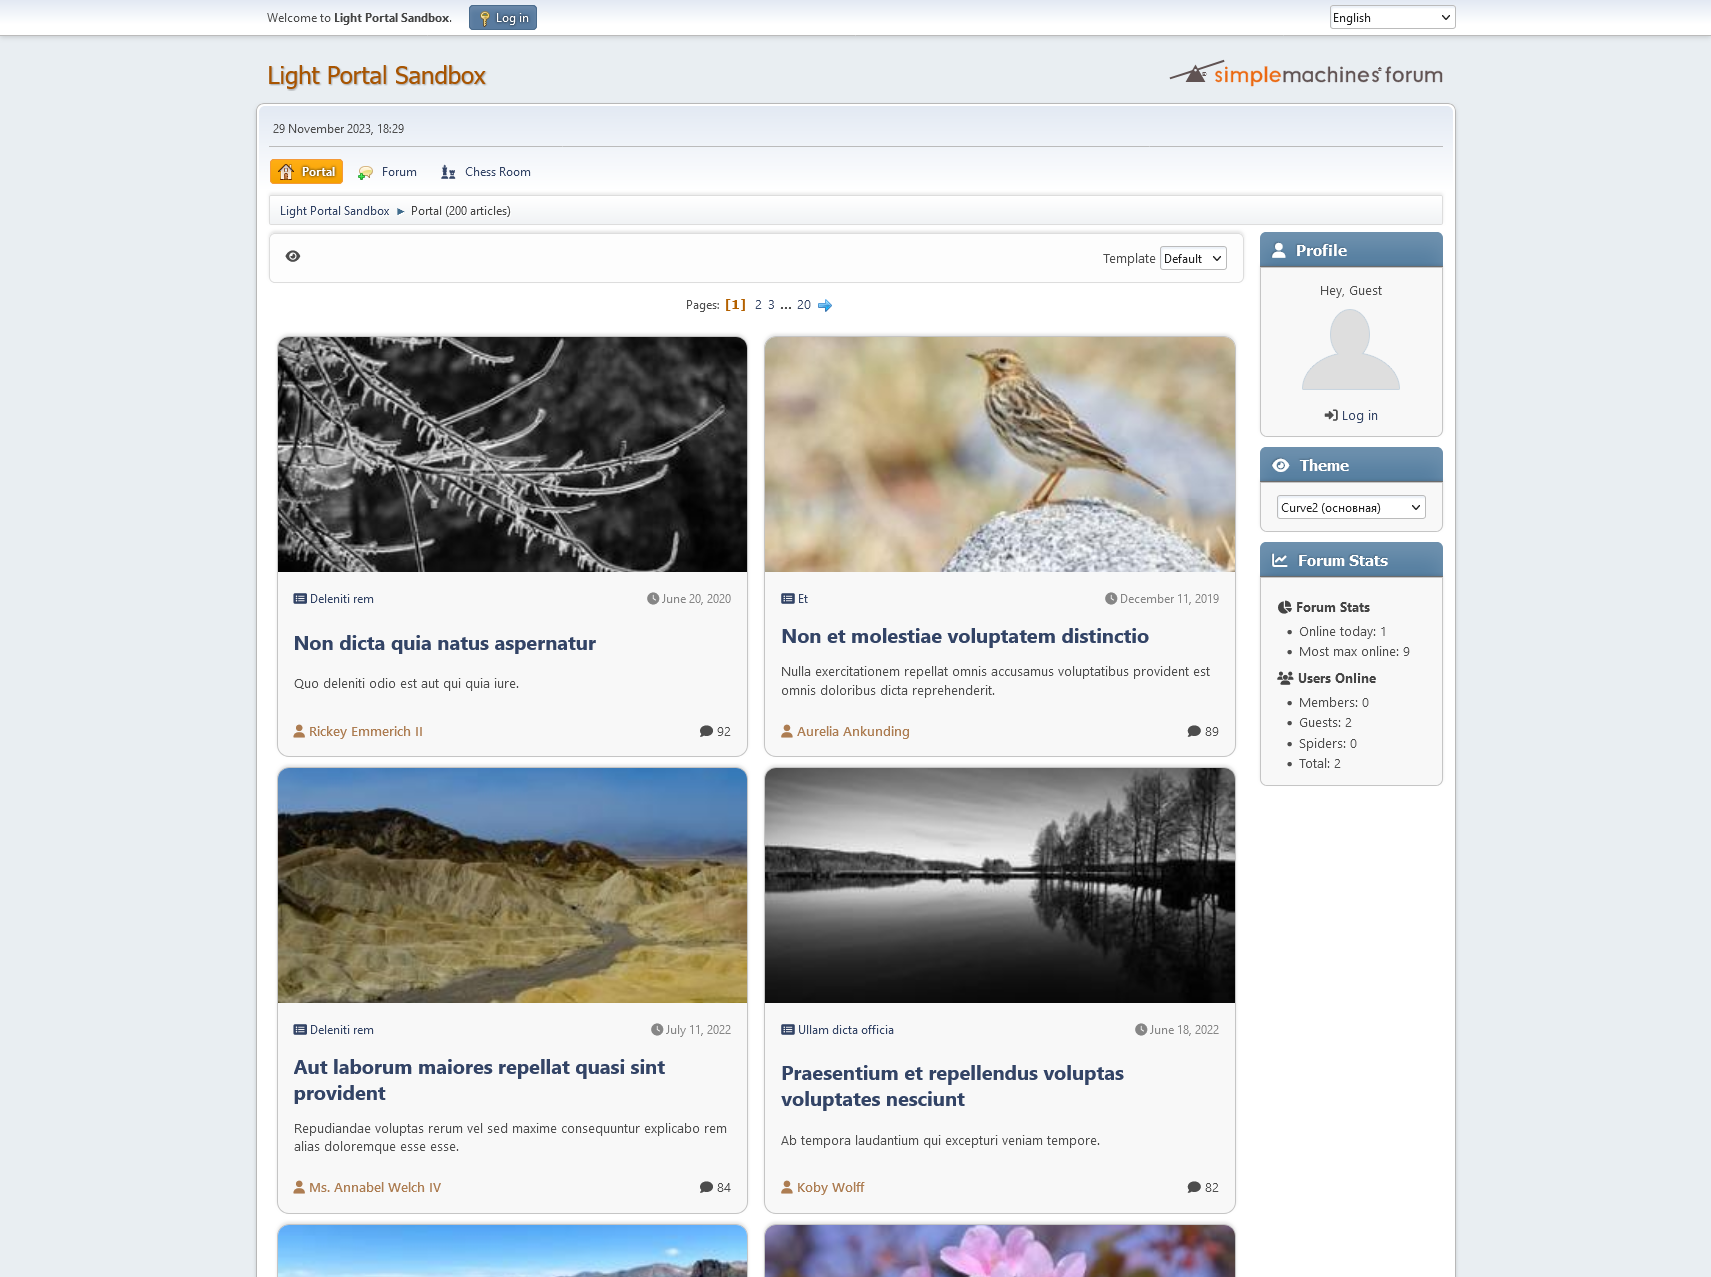 Welcome to Light Portal Sandbox.
Log in
English
Light Portal Sandbox
simplemachines forum
29 November 2023, 18:29
Portal
Forum
Chess Room
Light Portal Sandbox ► Portal (200 articles)
Template Default
Pages: [1] 2 3 ... 20
Deleniti rem
June 20, 2020
Non dicta quia natus aspernatur
Quo deleniti odio est aut qui quia iure.
Rickey Emmerich II
92
Et
December 11, 2019
Non et molestiae voluptatem distinctio
Nulla exercitationem repellat omnis accusamus voluptatibus provident est
omnis doloribus dicta reprehenderit.
Aurelia Ankunding
89
Deleniti rem
July 11, 2022
Aut laborum maiores repellat quasi sint
provident
Repudiandae voluptas rerum vel sed maxime consequuntur explicabo rem
alias doloremque esse esse.
Ms. Annabel Welch IV
84
Ullam dicta officia
June 18, 2022
Praesentium et repellendus voluptas
voluptates nesciunt
Ab tempora laudantium qui excepturi veniam tempore.
Koby Wolff
82
Profile
Hey, Guest
Log in
Theme
Curve2 (основная)
Forum Stats
Forum Stats
• Online today: 1
• Most max online: 9
Users Online
• Members: 0
• Guests: 2
• Spiders: 0
• Total: 2